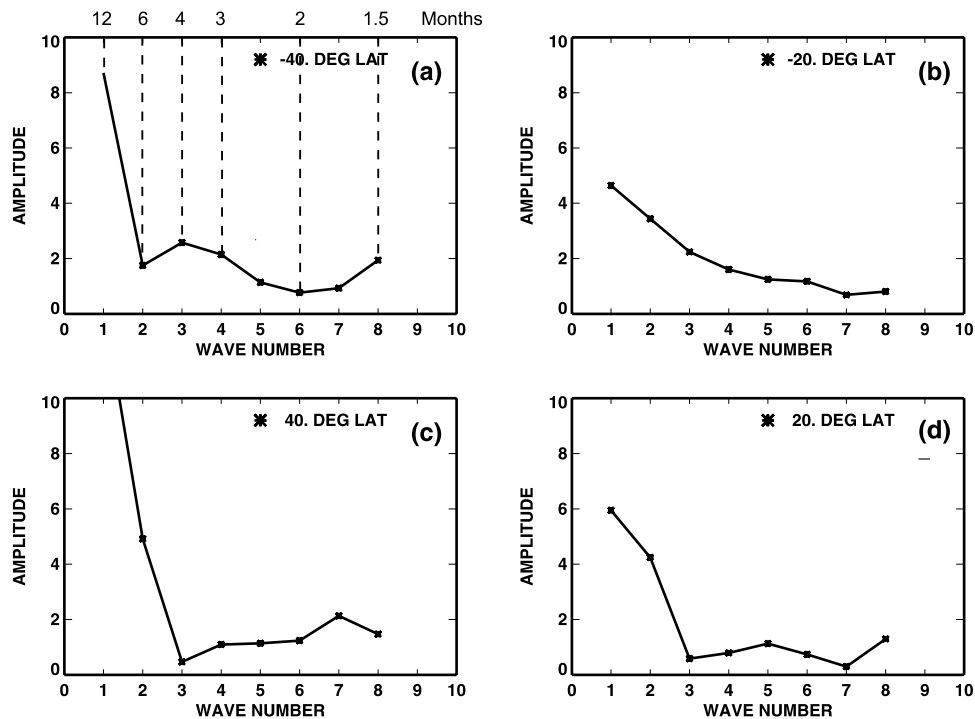 12 6 4 3 2 1.5 Months
10
8
6
4
2
0
AMPLITUDE
-40. DEG LAT
(a)
0 1 2 3 4 5 6 7 8 9 10
WAVE NUMBER
10
8
6
4
2
0
AMPLITUDE
-20. DEG LAT
(b)
0 1 2 3 4 5 6 7 8 9 10
WAVE NUMBER
10
8
6
4
2
0
AMPLITUDE
40. DEG LAT
(c)
0 1 2 3 4 5 6 7 8 9 10
WAVE NUMBER
10
8
6
4
2
0
AMPLITUDE
20. DEG LAT
(d)
0 1 2 3 4 5 6 7 8 9 10
WAVE NUMBER